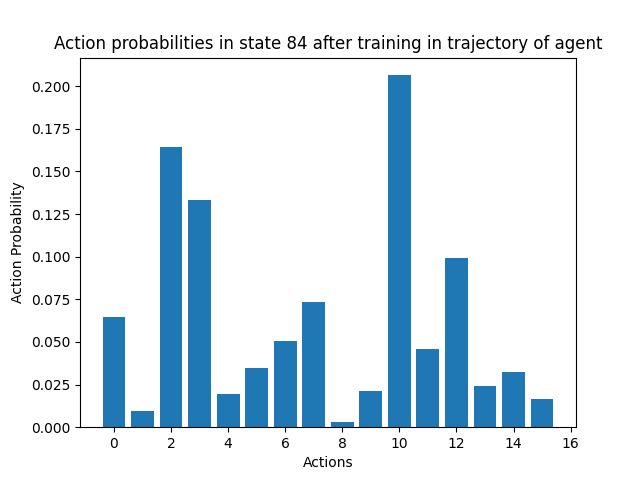 Action probabilities in state 84 after training in trajectory of agent
0.200
0.175
0.150
0.125
0.100
0.075
0.050
0.025
0.000
Action Probability
0 2 4 6 8 10 12 14 16
Actions